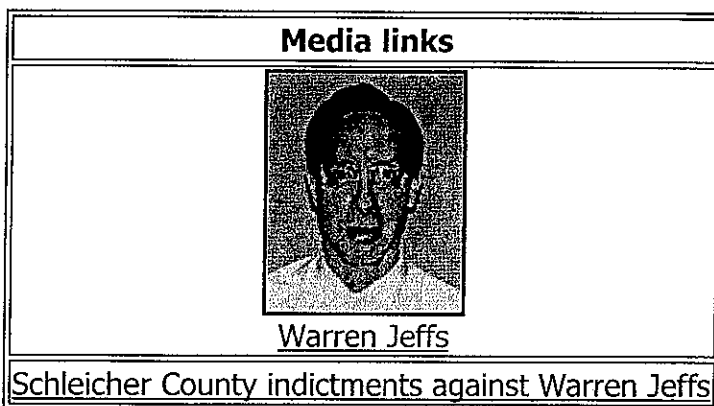 Media links
Warren Jeffs
Schleicher County indictments against Warren Jeffs